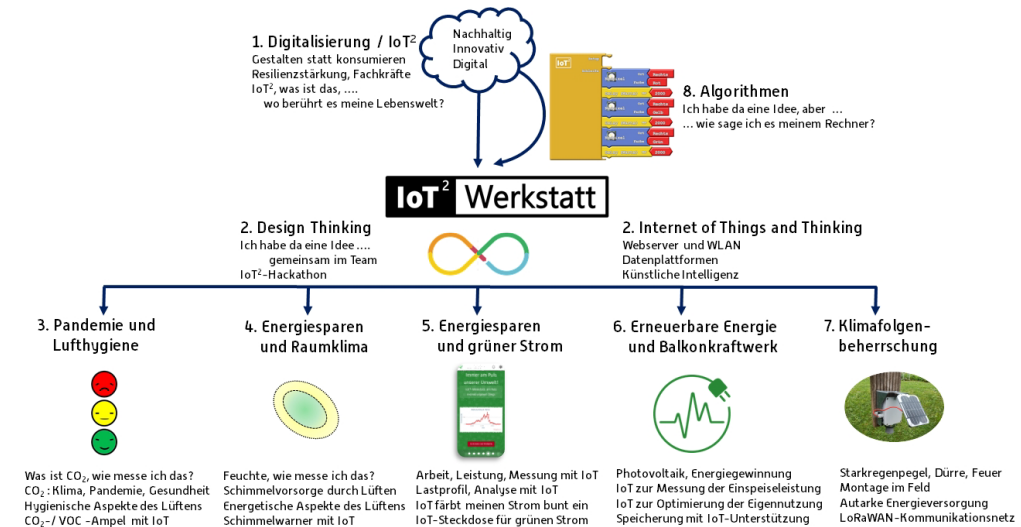 1. Digitalisierung / IoT²
Gestalten statt konsumieren
Resilienzstärkung, Fachkräfte
IoT², was ist das, ....
wo berührt es meine Lebenswelt?
Nachhaltig
Innovativ
Digital
IoT²
8. Algorithmen
Ich habe da eine Idee, aber ...
... wie sage ich es meinem Rechner?
IoT² Werkstatt
2. Design Thinking
Ich habe da eine Idee ....
gemeinsam im Team
IoT²-Hackathon
2. Internet of Things and Thinking
Webserver und WLAN
Datenplattformen
Künstliche Intelligenz
3. Pandemie und
Lufthygiene
Was ist CO₂, wie messe ich das?
CO₂ : Klima, Pandemie, Gesundheit
Hygienische Aspekte des Lüftens
CO₂-/ VOC -Ampel mit IoT
4. Energiesparen
und Raumklima
Feuchte, wie messe ich das?
Schimmelvorsorge durch Lüften
Energetische Aspekte des Lüftens
Schimmelwarner mit IoT
5. Energiesparen
und grüner Strom
Immer am Puls
unserer Umwelt!
Arbeit, Leistung, Messung mit IoT
Lastprofil, Analyse mit IoT
IoT färbt meinen Strom bunt ein
IoT-Steckdose für grünen Strom
6. Erneuerbare Energie
und Balkonkraftwerk
Photovoltaik, Energiegewinnung
IoT zur Messung der Einspeiseleistung
IoT zur Optimierung der Eigennutzung
Speicherung mit IoT-Unterstützung
7. Klimafolgen-
beherrschung
Starkregenpegel, Dürre, Feuer
Montage im Feld
Autarke Energieversorgung
LoRaWAN-Kommunikationsnetz